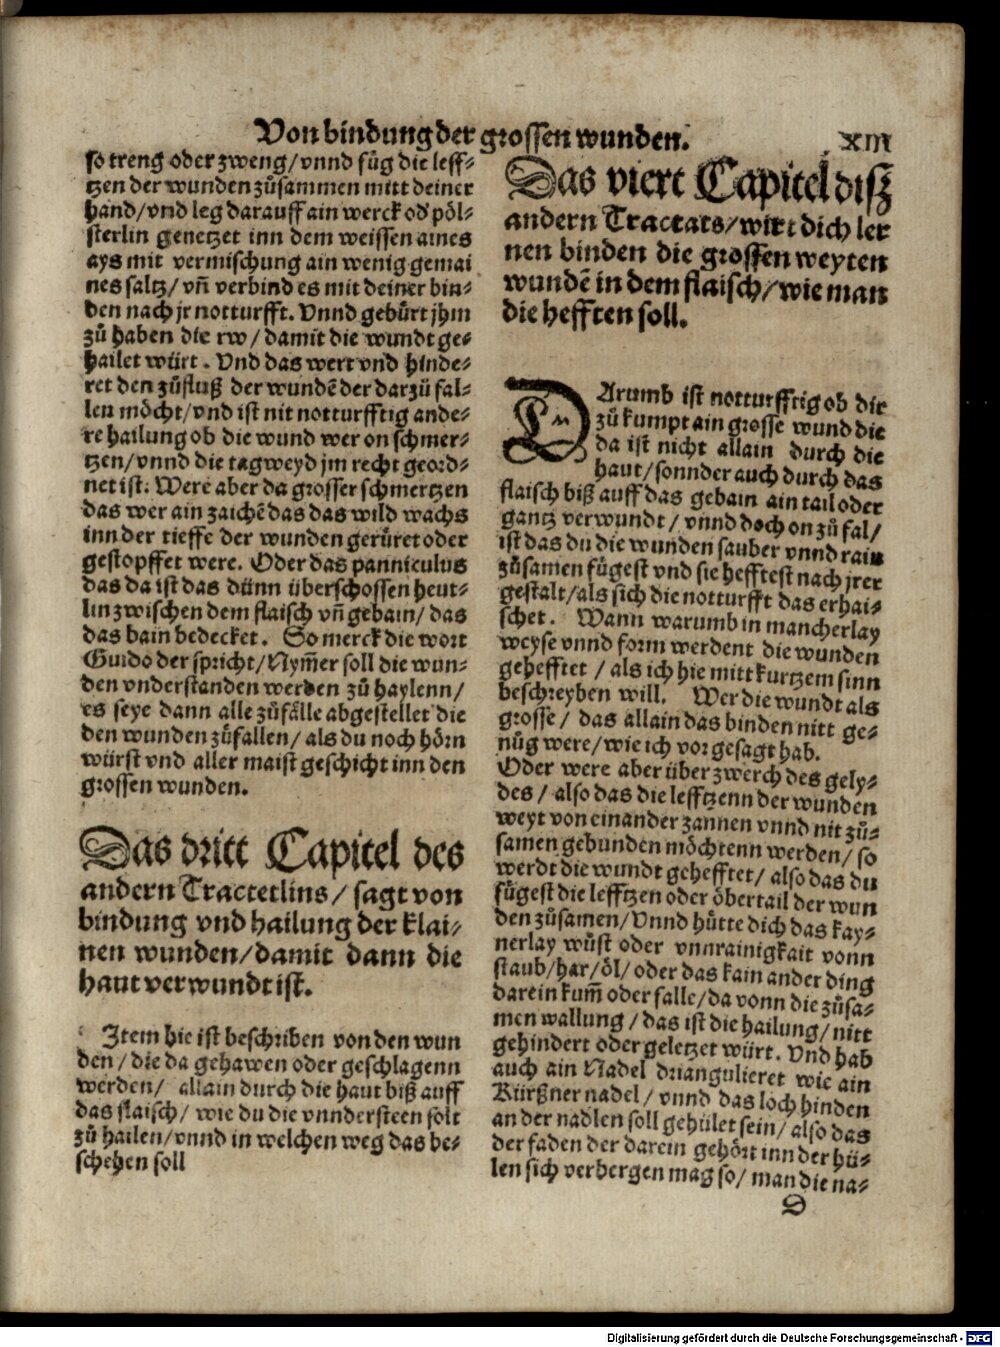 Von bindung der grossen wunden.
XIII
so treng oder zweng/vnnd füg die leff⸗
tzen der wunden zůsammen mitt deiner
hand/vnd leg darauff ain werck od̕ pöl⸗
sterlin genetzet inn dem weissen aines
ays mit vermischung ain wenig gemai
nes saltz/ vn̄ verbind es mit deiner bin⸗
den nach jr notturfft. Vnnd gebürt jhm
zů haben die rw/ damit die wundt ge⸗
hailet würt. Vnd das wert vnd hinde⸗
ret den zůfluß der wundē der darzů fal⸗
len möcht/vnd ist nit notturfftig ande⸗
re hailung ob die wund wer on schmer⸗
tzen/vnnd die tagweyd jm recht geord⸗
net ist. Were aber da grosser schmertzen
das wer ain zaichē das das wild wachs
inn der tieffe der wunden gerüret oder
gestopffet were. Oder das panniculus
das da ist das dünn überschossen heut⸗
lin zwischen dem flaisch vn̄ gebain/ das
das bain bedecket. So merck die wort
Guido der spricht/Nym̄er soll die wun⸗
den vnderstanden werden zů haylenn/
es seye dann alle zůfälle abgestellet die
den wunden zůfallen/ als du noch hörn
würst vnd aller maist geschicht inn den
grossen wunden.
Das dritt Capitel des
andern Tractetlins/ sagt von
bindung vnd hailung der klai⸗
nen wunden/damit dann die
haut verwundt ist.
Item hie ist beschriben von den wun
den/ die da gehawen oder geschlagenn
werden/ allain durch die haut biß auff
das flaisch/ wie du die vnndersteen solt
zů hailen/vnnd in welchen weg das be⸗
schehen soll
Das viert Capitel disz
andern Tractats/wirt dich ler
nen binden die grossen weyten
wundē in dem flaisch/wie man
die hefften soll.
DArumb ist notturfftig ob dir
zů kumpt ain grosse wund die
da ist nicht allain durch die
haut/sonnder auch durch das
flaisch biß auff das gebain ain tail oder
gantz verwundt/ vnnd doch on zů fal/
ist das du die wunden sauber vnnd rain
zůsamen fügest vnd sie hefftest nach jrer
gestalt/als sich die notturfft das erhai⸗
schet. Wann warumb in mancherlay
weyse vnnd form werdent die wunden
gehefftet/ als ich hie mitt kurtzem sinn
beschreyben will. Wer die wundt als
grosse/ das allain das binden nitt ge⸗
nůg were/wie ich vor gesagt hab.
Oder were aber über zwerch des gely⸗
des/ also das die lefftzenn der wunden
weyt von einander zannen vnnd nit zů⸗
samen gebunden möchtenn werden/ so
werdt die wundt gehefftet/ also das du
fügest die lefftzen oder öbertail der wun
den zůsamen/Vnnd hütte dich das kay⸗
nerlay wůst oder vnnrainigkait vonn
staub/har/öl/ oder das kain ander ding
darein kum̄ oder falle/da vonn die zůsa⸗
men wallung/ das ist die hailung/ nitt
gehindert oder geletzet würt. Vnd hab
auch ain Nadel driangulieret wie ain
Kürßner nadel/ vnnd das loch hinden
an der nadlen soll gehület sein/ also das
der faden der darein gehört inn der hü⸗
len sich verbergen mag so/ man die na⸗
D
Digitalisierung gefördert durch die Deutsche Forschungsgemeinschaft - DFG